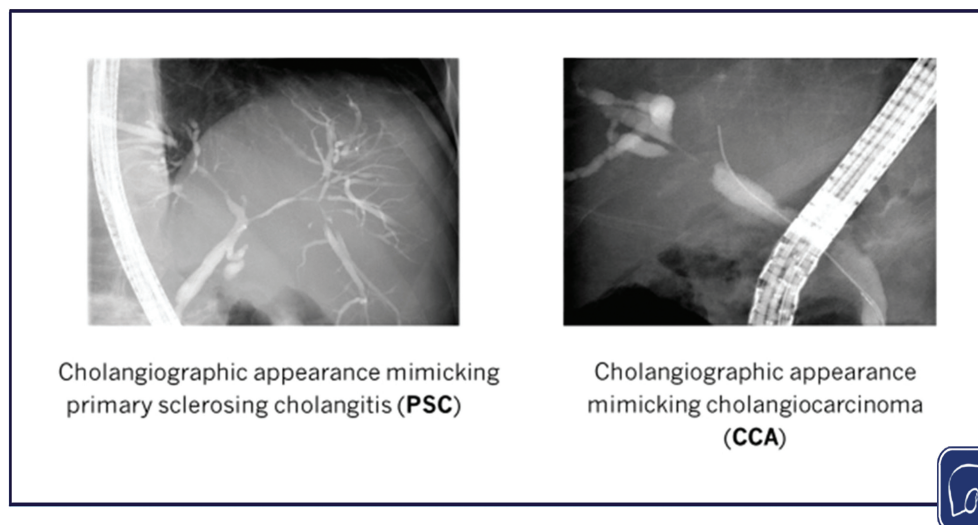 Cholangiographic appearance mimicking
primary sclerosing cholangitis (PSC)
Cholangiographic appearance
mimicking cholangiocarcinoma
(CCA)